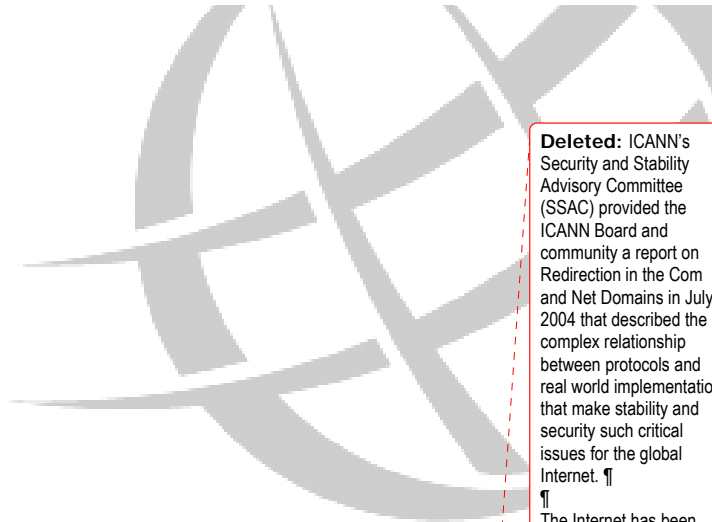 Deleted: ICANN's
Security and Stability
Advisory Committee
(SSAC) provided the
ICANN Board and
community a report on
Redirection in the Com
and Net Domains in July
2004 that described the
complex relationship
between protocols and
real world implementatio
that make stability and
security such critical
issues for the global
Internet. ¶
¶
The Internet has been